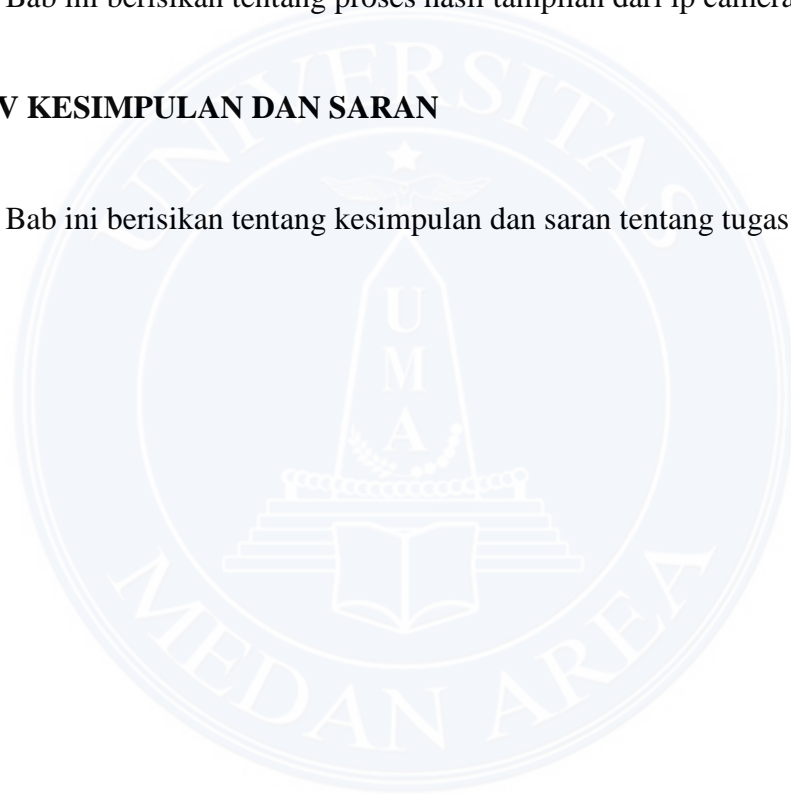 Bab ini berisikan tentang proses hasil tampilan dari ip camera
V KESIMPULAN DAN SARAN
Bab ini berisikan tentang kesimpulan dan saran tentang tugas
UNIVERSITAS
U
M
A
MEDAN AREA